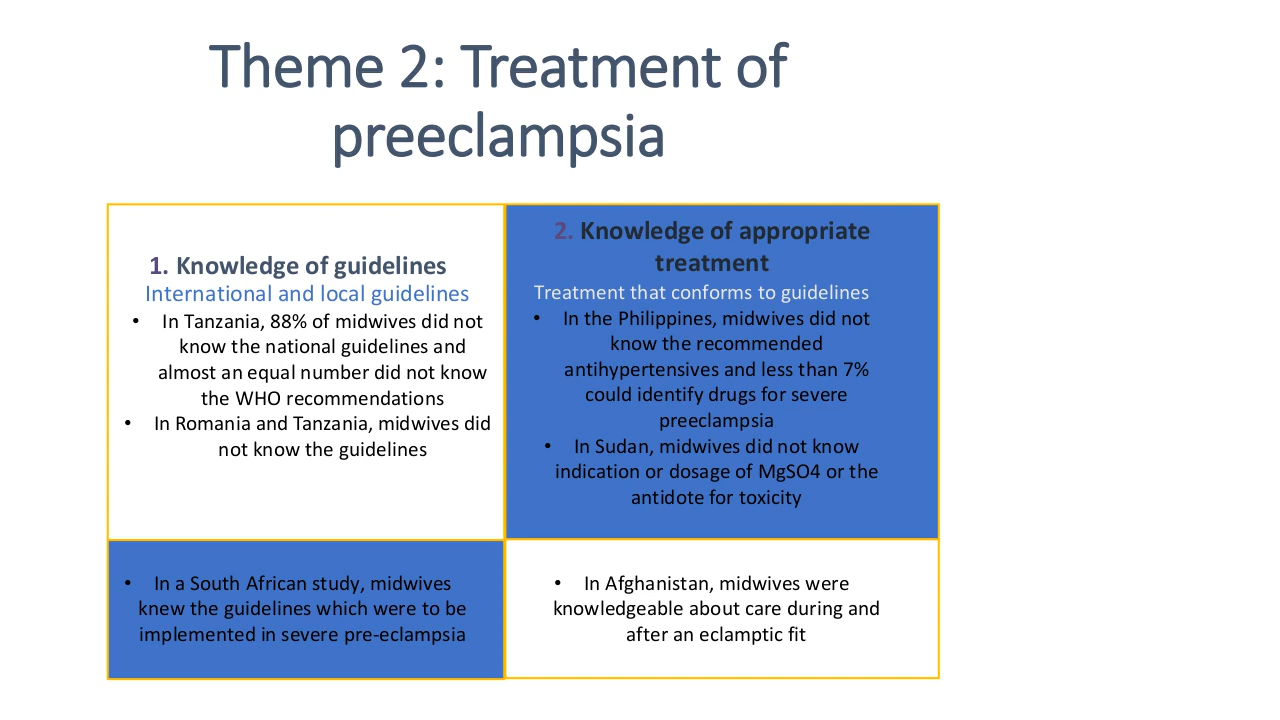 Theme 2: Treatment of
preeclampsia
1. Knowledge of guidelines
International and local guidelines
• In Tanzania, 88% of midwives did not
know the national guidelines and
almost an equal number did not know
the WHO recommendations
• In Romania and Tanzania, midwives did
not know the guidelines
2. Knowledge of appropriate
treatment
Treatment that conforms to guidelines
• In the Philippines, midwives did not
know the recommended
antihypertensives and less than 7%
could identify drugs for severe
preeclampsia
• In Sudan, midwives did not know
indication or dosage of MgSO4 or the
antidote for toxicity
• In a South African study, midwives
knew the guidelines which were to be
implemented in severe pre-eclampsia
• In Afghanistan, midwives were
knowledgeable about care during and
after an eclamptic fit